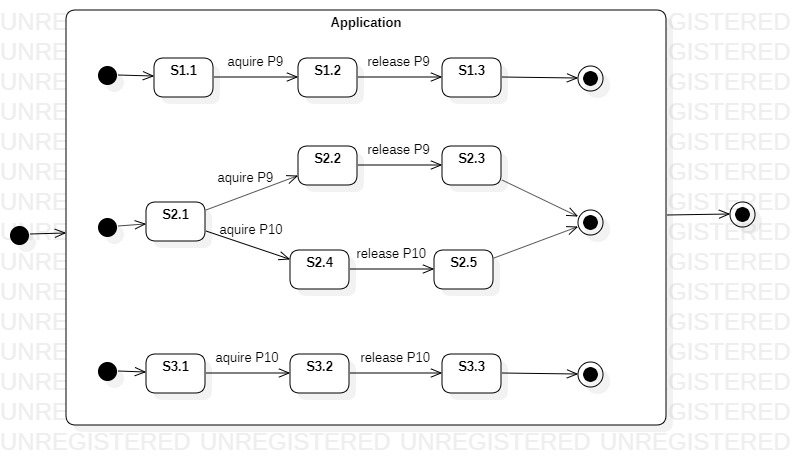 Application
aquire P9
release P9
S1.1
S1.2
S1.3
release P9
S2.2
S2.3
aquire P9
S2.1
aquire P10
release P10
S2.4
S2.5
aquire P10
release P10
S3.1
S3.2
S3.3
UNREGISTERED UNREGISTERED UNREGISTERED UNREGISTERED